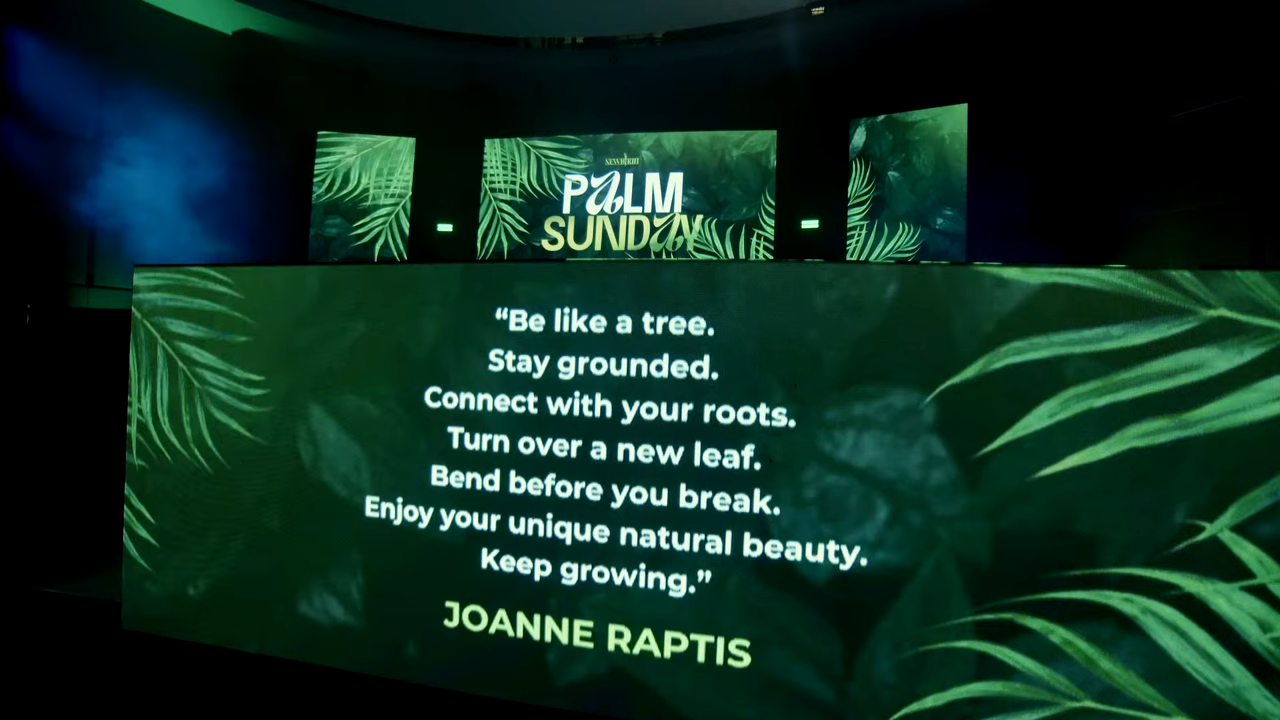 PALM
SUNDAY
“Be like a tree.
Stay grounded.
Connect with your roots.
Turn over a new leaf.
Bend before you break.
Enjoy your unique natural beauty.
Keep growing.”
JOANNE RAPTIS